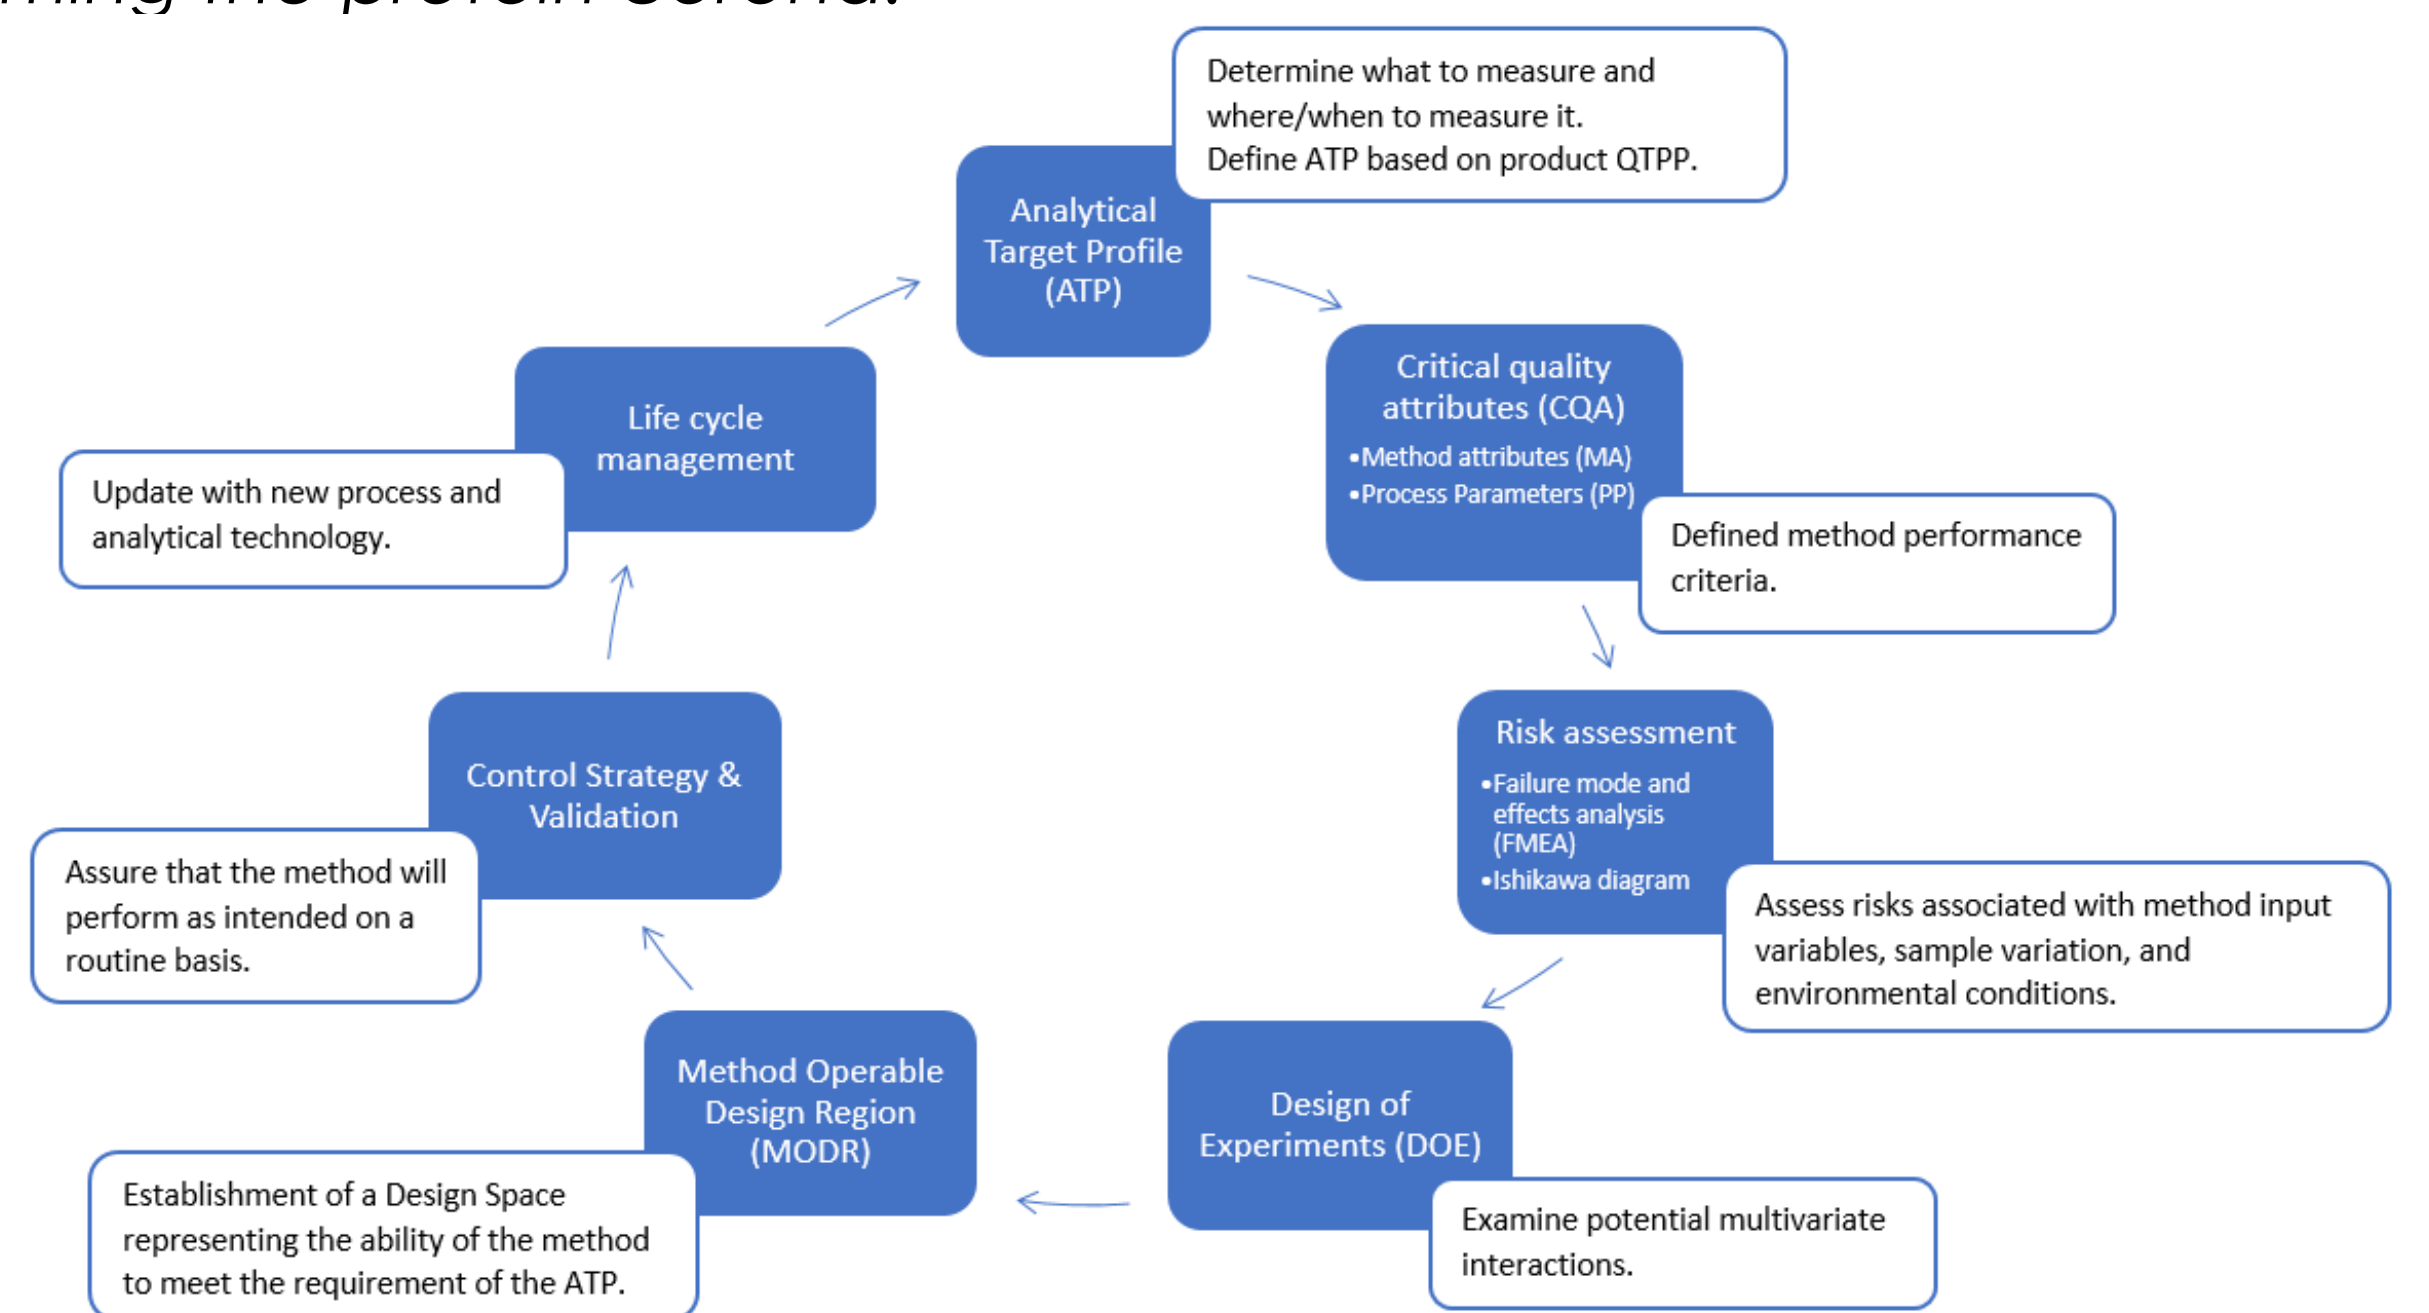 the protein corona.
Determine what to measure and
where/when to measure it.
Define ATP based on product QTPP.
Analytical
Target Profile
(ATP)
Critical quality
attributes (CQA)
•Method attributes (MA)
•Process Parameters (PP)
Defined method performance
criteria.
Risk assessment
•Failure mode and
effects analysis
(FMEA)
•Ishikawa diagram
Assess risks associated with method input
variables, sample variation, and
environmental conditions.
Design of
Experiments (DOE)
Examine potential multivariate
interactions.
Method Operable
Design Region
(MODR)
Establishment of a Design Space
representing the ability of the method
to meet the requirement of the ATP.
Control Strategy &
Validation
Assure that the method will
perform as intended on a
routine basis.
Life cycle
management
Update with new process and
analytical technology.